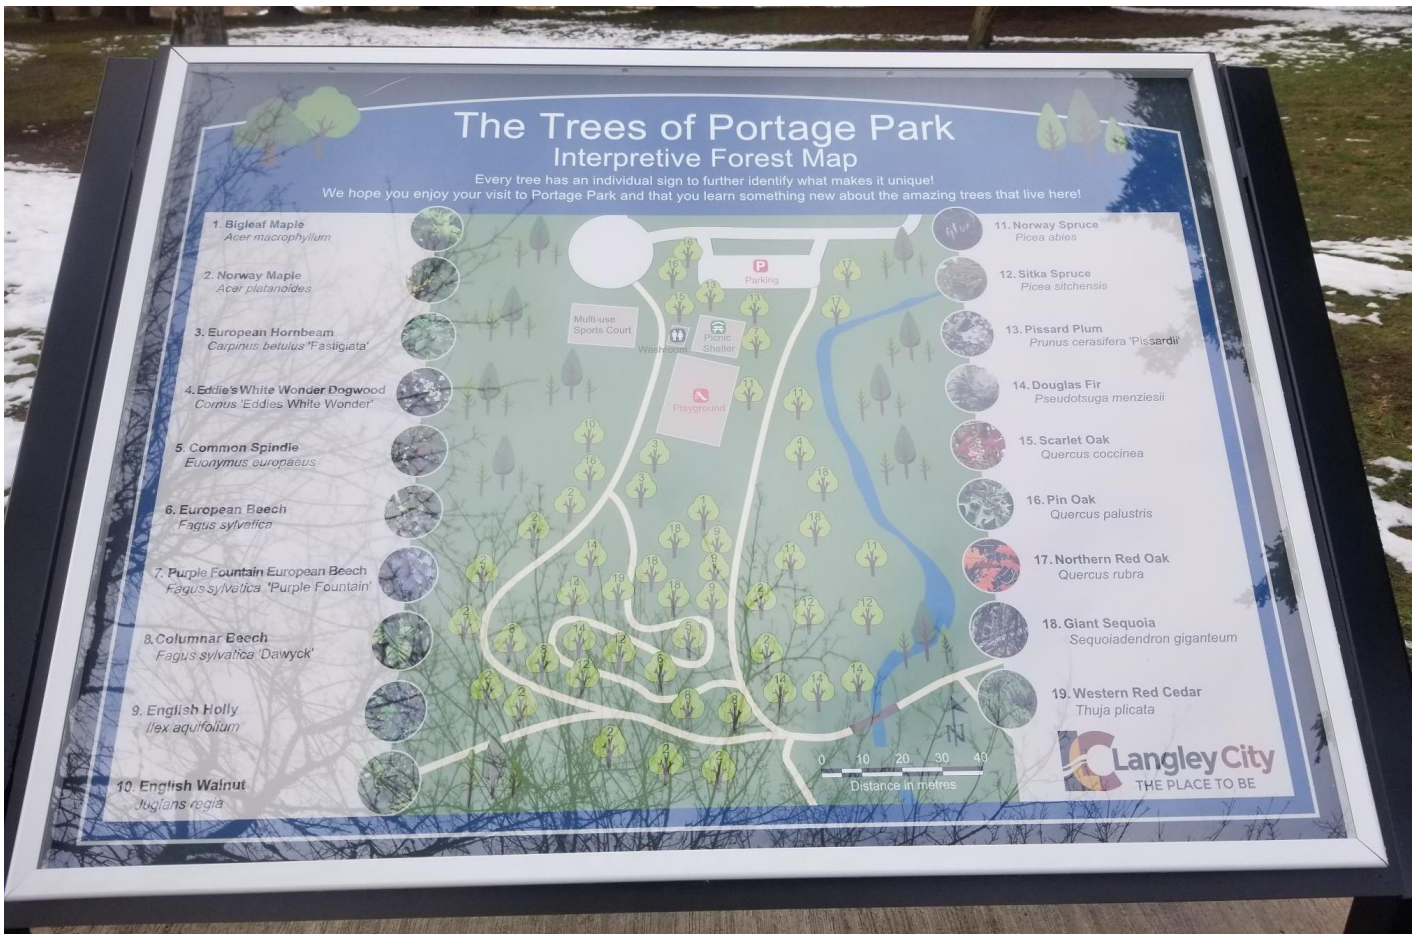 The Trees of Portage Park
Interpretive Forest Map
Every tree has an individual sign to further identify what makes it unique!
We hope you enjoy your visit to Portage Park and that you learn something new about the amazing trees that live here!
1. Bigleaf Maple
Acer macrophyllum
2. Norway Maple
Acer platanoides
3. European Hornbeam
Carpinus betulus 'Fastigiata'
4. Eddie's White Wonder Dogwood
Cornus 'Eddies White Wonder'
5. Common Spindle
Euonymus europaeus
6. European Beech
Fagus sylvatica
7. Purple Fountain European Beech
Fagus sylvatica 'Purple Fountain'
8. Columnar Beech
Fagus sylvatica 'Dawyck'
9. English Holly
Ilex aquifolium
10. English Walnut
Juglans regia
Parking
Multi-use
Sports Court
Washroom
Picnic
Shelter
Playground
11. Norway Spruce
Picea abies
12. Sitka Spruce
Picea sitchensis
13. Pissard Plum
Prunus cerasifera 'Pissardii'
14. Douglas Fir
Pseudotsuga menziesii
15. Scarlet Oak
Quercus coccinea
16. Pin Oak
Quercus palustris
17. Northern Red Oak
Quercus rubra
18. Giant Sequoia
Sequoiadendron giganteum
19. Western Red Cedar
Thuja plicata
N
0 10 20 30 40
Distance in metres
Langley City
THE PLACE TO BE